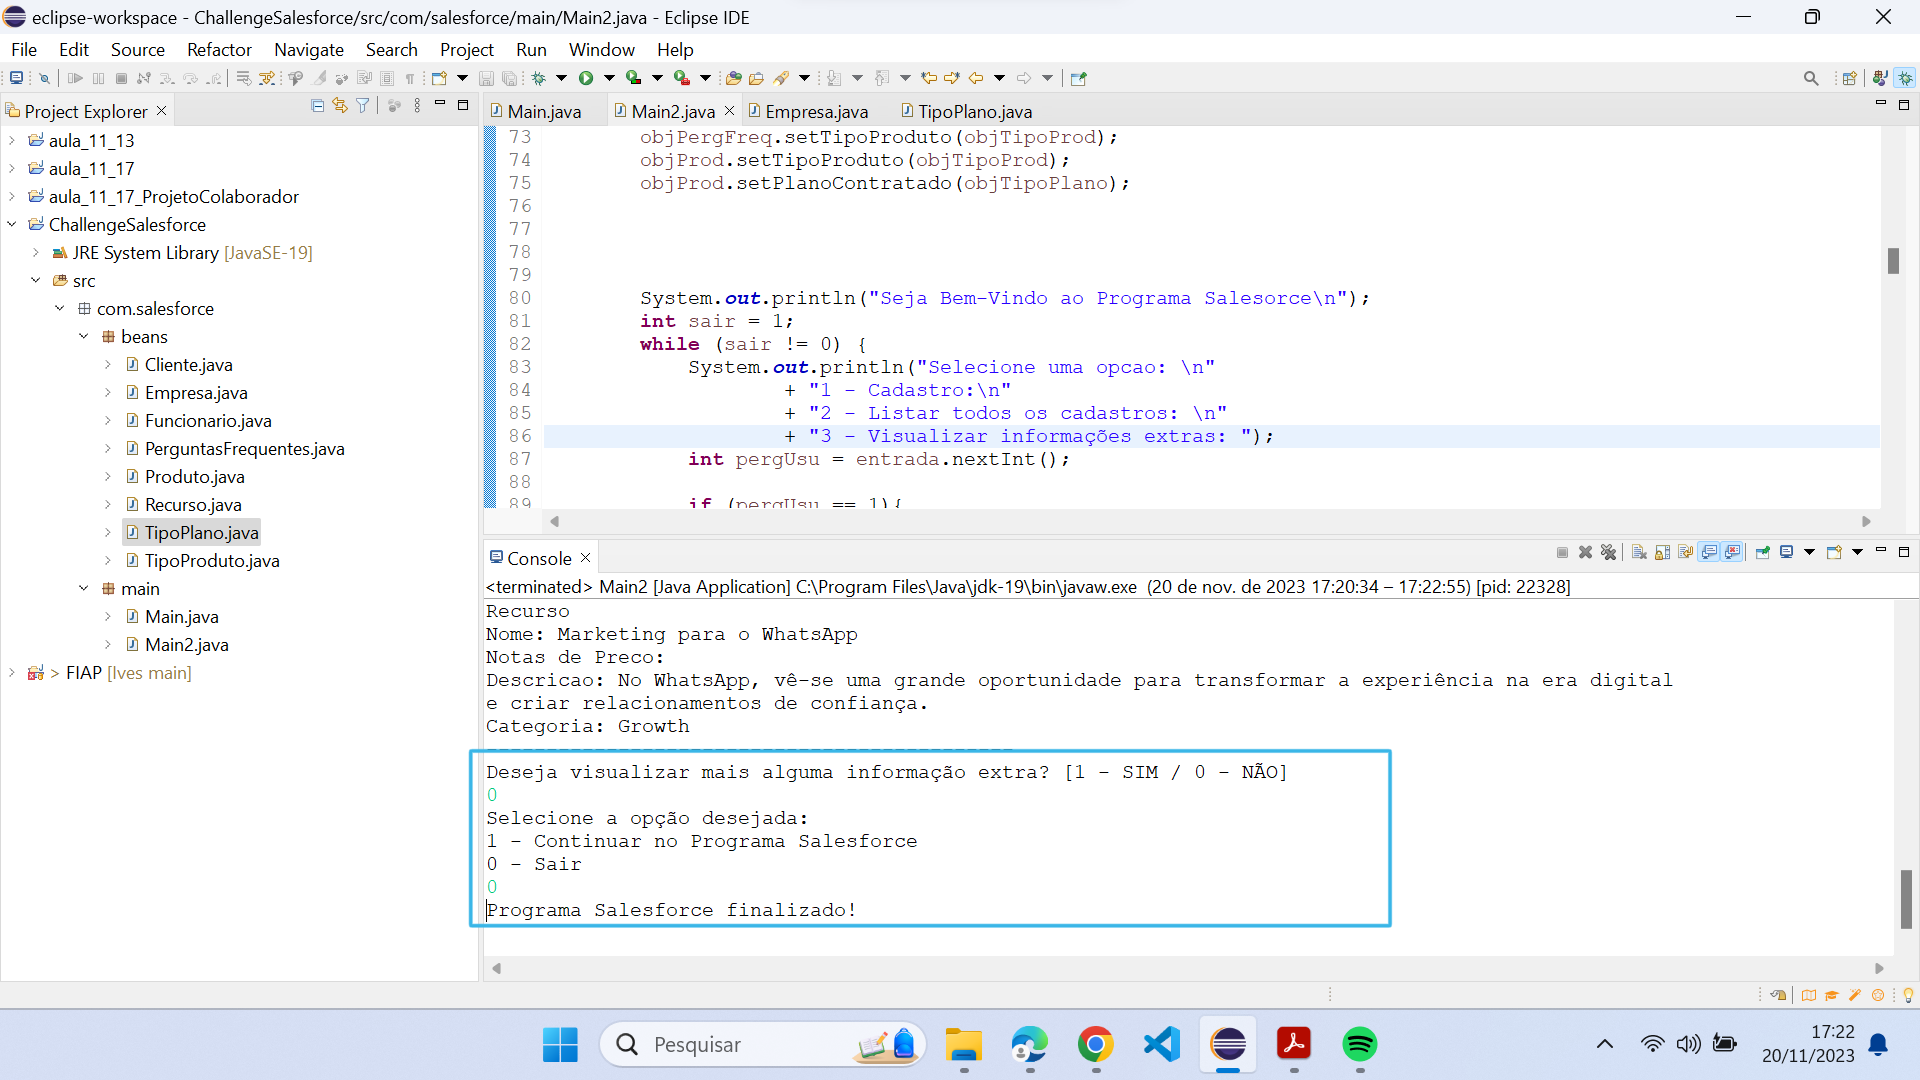 eclipse-workspace - ChallengeSalesforce/src/com/salesforce/main/Main2.java - Eclipse IDE
File Edit Source Refactor Navigate Search Project Run Window Help
Project Explorer
aula_11_13
aula_11_17
aula_11_17_ProjetoColaborador
ChallengeSalesforce
JRE System Library [JavaSE-19]
src
com.salesforce
beans
Cliente.java
Empresa.java
Funcionario.java
PerguntasFrequentes.java
Produto.java
Recurso.java
TipoPlano.java
TipoProduto.java
main
Main.java
Main2.java
> FIAP [Ives main]
Main.java Main2.java Empresa.java TipoPlano.java
73 objPergFreq.setTipoProduto(objTipoProd);
74 objProd.setTipoProduto(objTipoProd);
75 objProd.setPlanoContratado(objTipoPlano);
76
77
78
79
80 System.out.println("Seja Bem-Vindo ao Programa Salesorce\n");
81 int sair = 1;
82 while (sair != 0) {
83 System.out.println("Selecione uma opcao: \n"
84 + "1 - Cadastro:\n"
85 + "2 - Listar todos os cadastros: \n"
86 + "3 - Visualizar informações extras: ");
87 int pergUsu = entrada.nextInt();
88
89 if (pergUsu == 1){
Console
<terminated> Main2 [Java Application] C:\Program Files\Java\jdk-19\bin\javaw.exe (20 de nov. de 2023 17:20:34 – 17:22:55) [pid: 22328]
Recurso
Nome: Marketing para o WhatsApp
Notas de Preco:
Descricao: No WhatsApp, vê-se uma grande oportunidade para transformar a experiência na era digital
e criar relacionamentos de confiança.
Categoria: Growth
--------------------------------------------
Deseja visualizar mais alguma informação extra? [1 - SIM / 0 - NÃO]
0
Selecione a opção desejada:
1 - Continuar no Programa Salesforce
0 - Sair
0
Programa Salesforce finalizado!
Pesquisar
17:22
20/11/2023